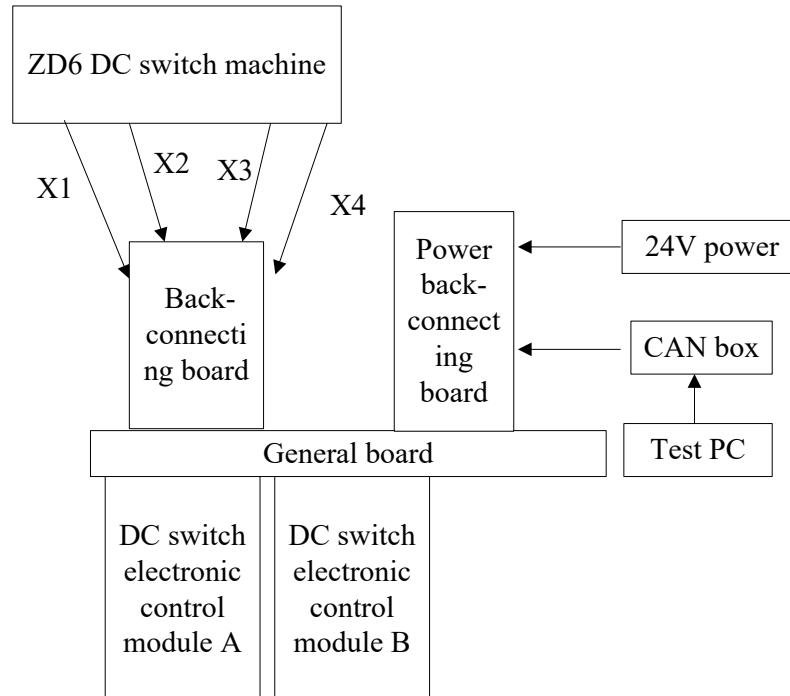 ZD6 DC switch machine
X1
X2
X3
X4
Back-
connecti
ng board
Power
back-
connect
ing
board
24V power
CAN box
Test PC
General board
DC switch
electronic
control
module A
DC switch
electronic
control
module B